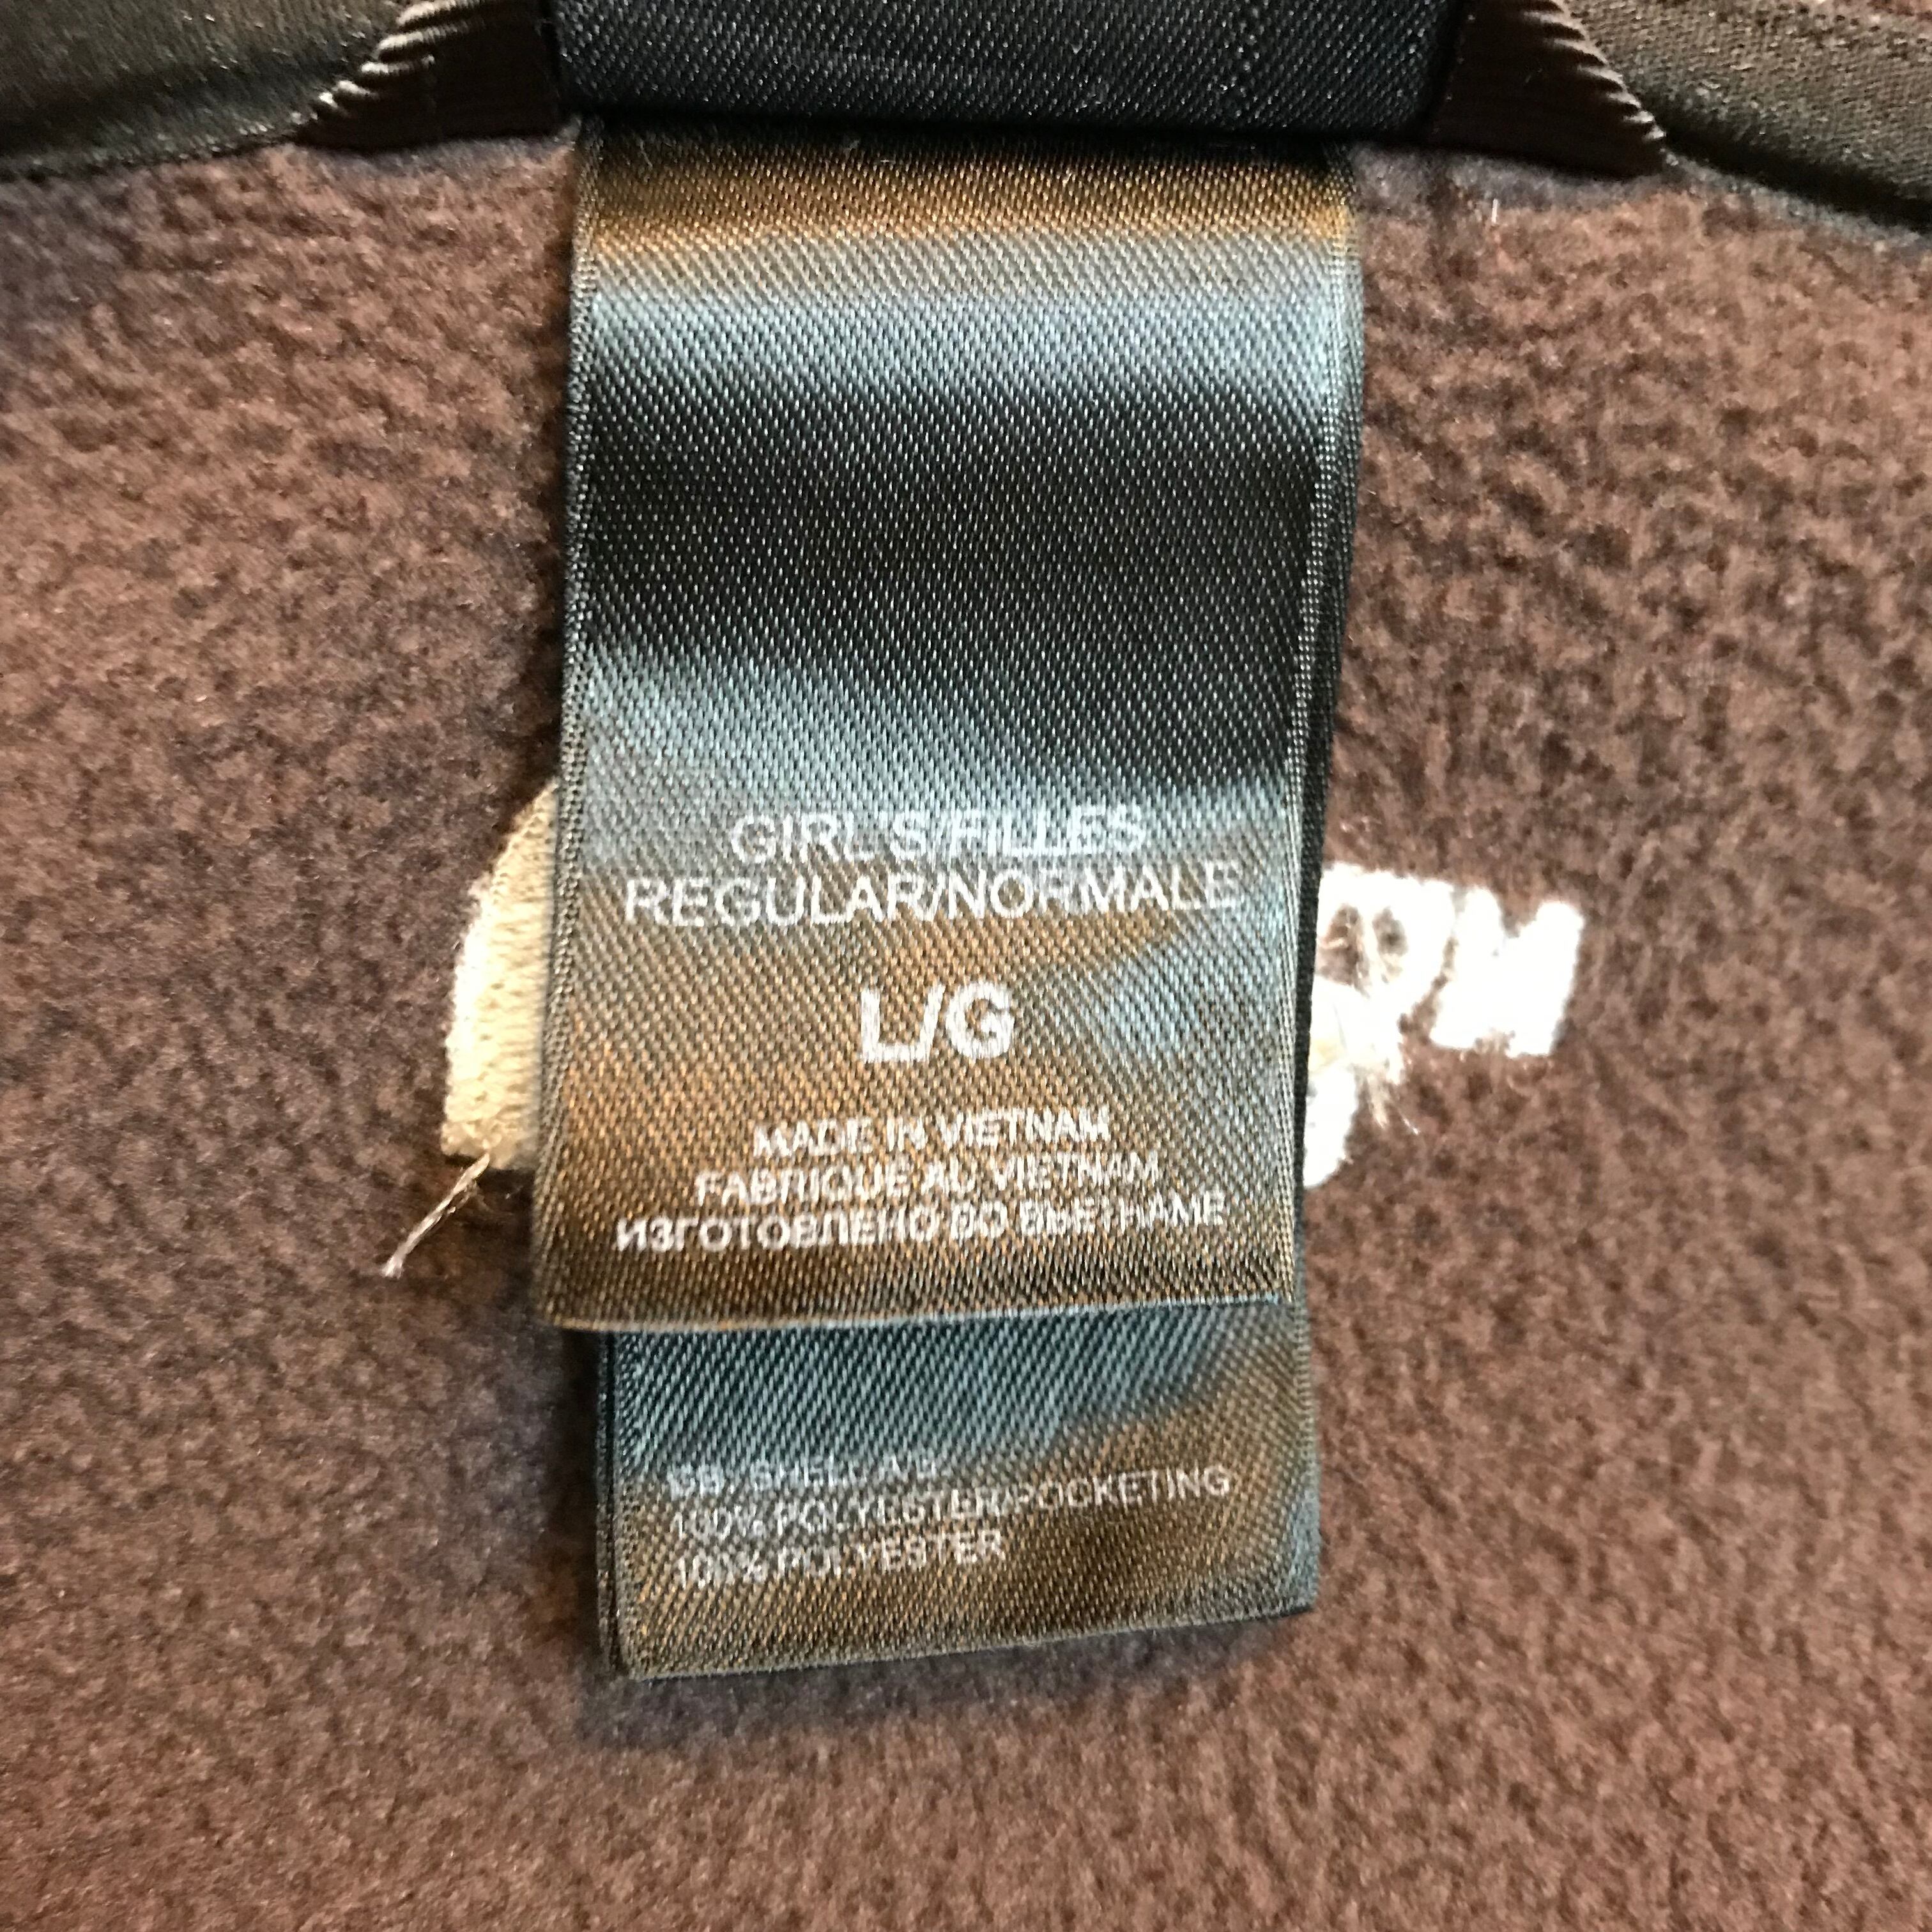 GIRL'S/FILLES
REGULAR/NORMALE
L/G
MADE IN VIETNAM
FABRIQUE AU VIETNAM
ИЗГОТОВЛЕНО ВО ВЬЕТНАМЕ
100% POLYESTER/POCKETING
100% POLYESTER